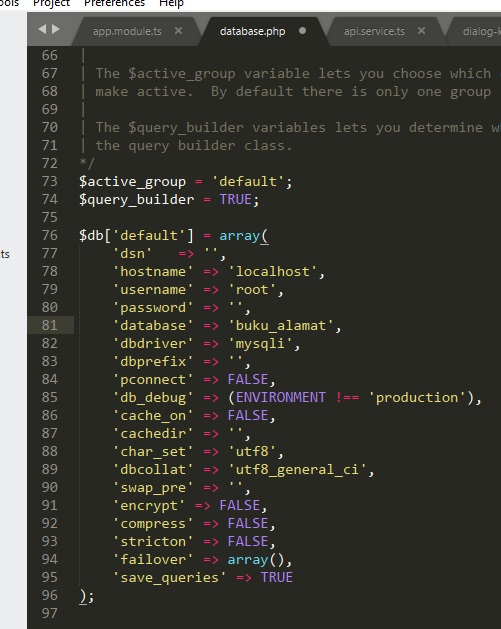 ools Project Preferences Help
app.module.ts × database.php api.service.ts × dialog-k
ts
66 |
67 | The $active_group variable lets you choose which
68 | make active.  By default there is only one group
69 |
70 | The $query_builder variables lets you determine w
71 | the query builder class.
72 */
73 $active_group = 'default';
74 $query_builder = TRUE;
75
76 $db['default'] = array(
77     'dsn'   => '',
78     'hostname' => 'localhost',
79     'username' => 'root',
80     'password' => '',
81     'database' => 'buku_alamat',
82     'dbdriver' => 'mysqli',
83     'dbprefix' => '',
84     'pconnect' => FALSE,
85     'db_debug' => (ENVIRONMENT !== 'production'),
86     'cache_on' => FALSE,
87     'cachedir' => '',
88     'char_set' => 'utf8',
89     'dbcollat' => 'utf8_general_ci',
90     'swap_pre' => '',
91     'encrypt' => FALSE,
92     'compress' => FALSE,
93     'stricton' => FALSE,
94     'failover' => array(),
95     'save_queries' => TRUE
96 );
97